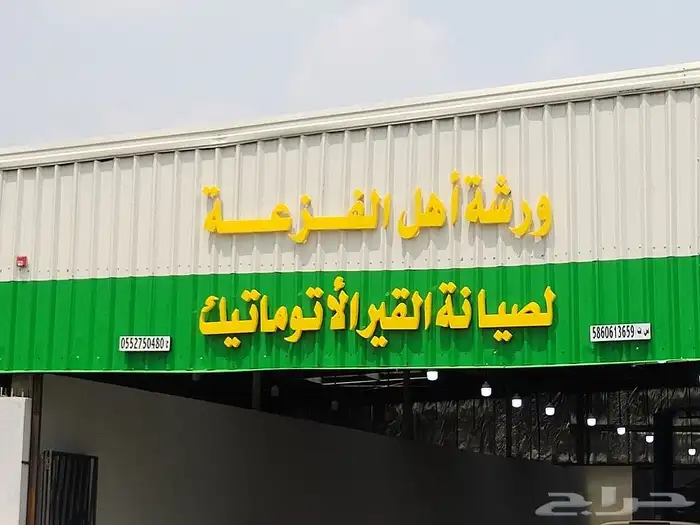 ورشة أهل الفزعة
لصيانة القير الأتوماتيك
س ت 5860613659
0552750480 ج
حراج